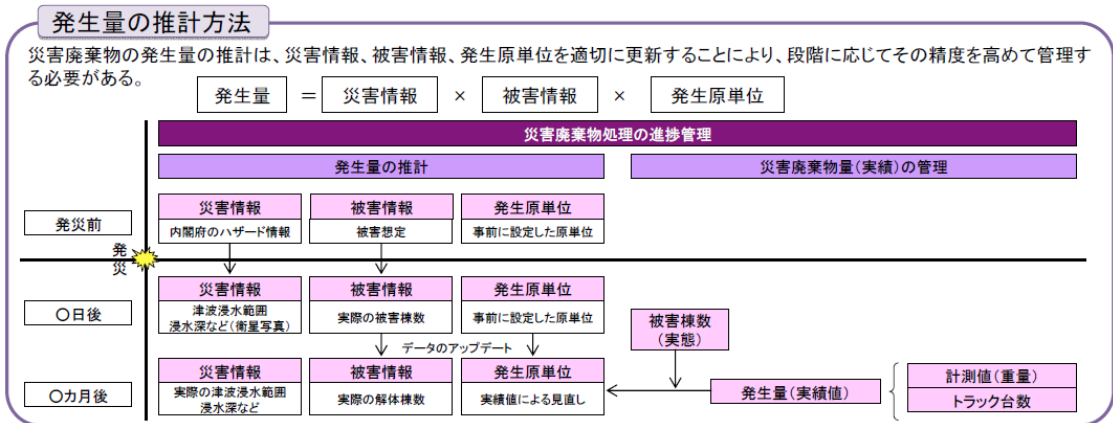 発生量の推計方法
災害廃棄物の発生量の推計は、災害情報、被害情報、発生原単位を適切に更新することにより、段階に応じてその精度を高めて管理す
る必要がある。
発生量 = 災害情報 × 被害情報 × 発生原単位
災害廃棄物処理の進捗管理
発生量の推計 災害廃棄物量(実績)の管理
発災前
災害情報 被害情報 発生原単位
内閣府のハザード情報 被害想定 事前に設定した原単位
発災
〇日後
災害情報 被害情報 発生原単位
津波浸水範囲
浸水深など(衛星写真) 実際の被害棟数 事前に設定した原単位
被害棟数
(実態)
データのアップデート
〇カ月後
災害情報 被害情報 発生原単位
実際の津波浸水範囲
浸水深など 実際の解体棟数 実績値による見直し
発生量(実績値)
計測値(重量)
トラック台数